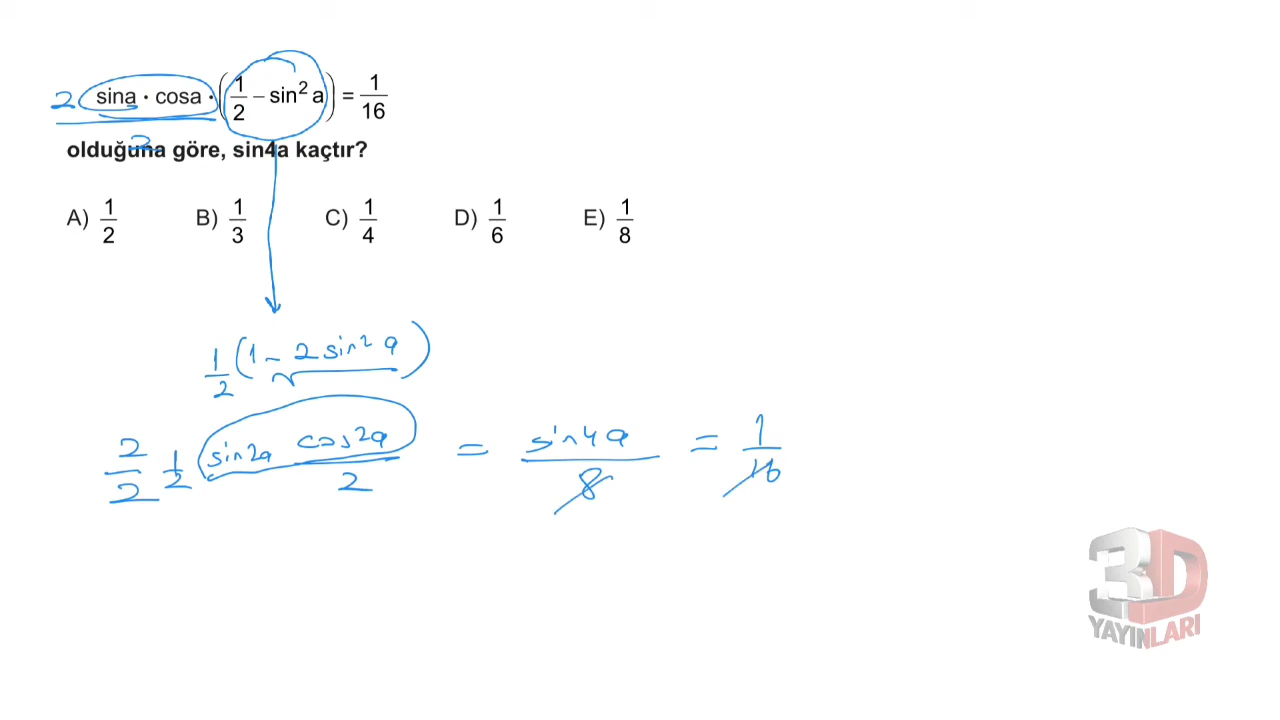 2 sina · cosa · (1/2 − sin²a) = 1/16
2
olduğuna göre, sin4a kaçtır?
A) 1/2 B) 1/3 C) 1/4 D) 1/6 E) 1/8
1/2 (1 − 2 sin² a)
2/2 1/2 sin2a cos2a/2 = sin4a/8 = 1/16
3D
YAYINLARI